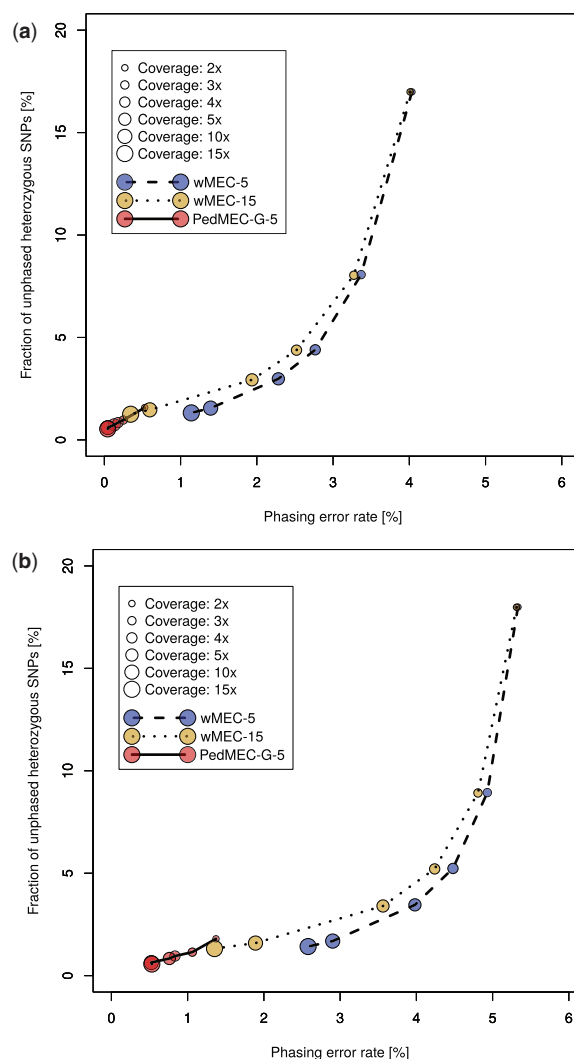 (a)
Fraction of unphased heterozygous SNPs [%]
20
15
10
5
0
Coverage: 2x
Coverage: 3x
Coverage: 4x
Coverage: 5x
Coverage: 10x
Coverage: 15x
wMEC-5
wMEC-15
PedMEC-G-5
0 1 2 3 4 5 6
Phasing error rate [%]
(b)
Fraction of unphased heterozygous SNPs [%]
20
15
10
5
0
Coverage: 2x
Coverage: 3x
Coverage: 4x
Coverage: 5x
Coverage: 10x
Coverage: 15x
wMEC-5
wMEC-15
PedMEC-G-5
0 1 2 3 4 5 6
Phasing error rate [%]